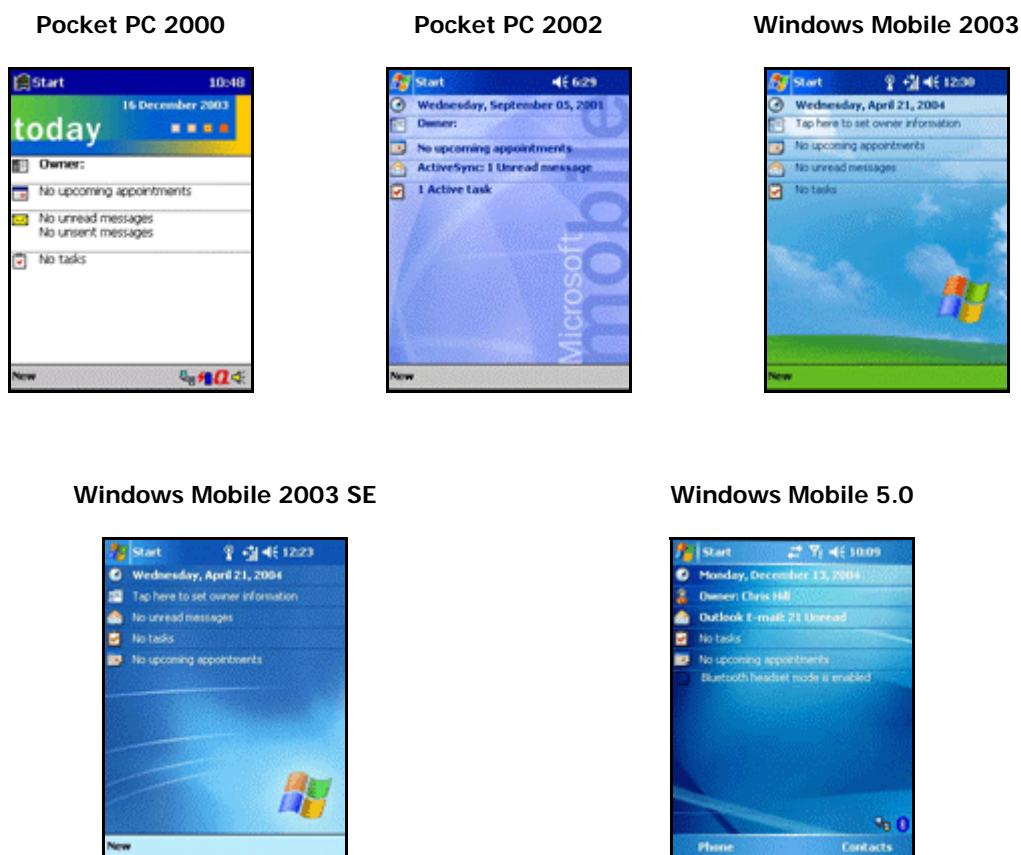 Pocket PC 2000
Start 10:48
16 December 2003
today
Owner:
No upcoming appointments
No unread messages
No unsent messages
No tasks
New
Pocket PC 2002
Start 6:29
Wednesday, September 05, 2001
Owner:
No upcoming appointments
ActiveSync: 1 Unread message
1 Active task
Microsoft
mobile
New
Windows Mobile 2003
Start 12:30
Wednesday, April 21, 2004
Tap here to set owner information
No upcoming appointments
No unread messages
No tasks
New
Windows Mobile 2003 SE
Start 12:23
Wednesday, April 21, 2004
Tap here to set owner information
No unread messages
No tasks
No upcoming appointments
New
Windows Mobile 5.0
Start 10:09
Monday, December 13, 2004
Owner: Chris Hill
Outlook E-mail: 21 Unread
No tasks
No upcoming appointments
Bluetooth headset mode is enabled
Phone Contacts